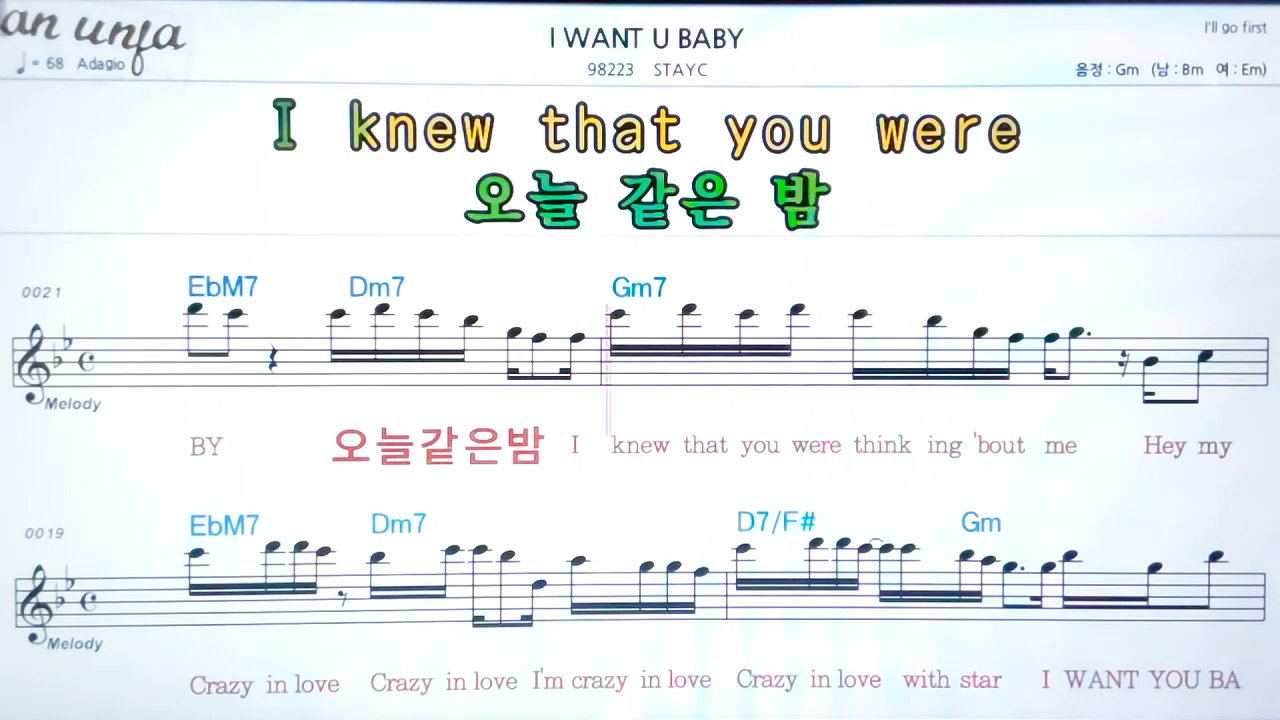 an unfa
I WANT U BABY
I'll go first
♩= 68 Adagio
98223 STAYC
음정 : Gm (남 : Bm 여 : Em)
I knew that you were
오늘 같은 밤
0021 EbM7 Dm7 Gm7
Melody
BY 오늘같은밤 I knew that you were think ing 'bout me Hey my
0019 EbM7 Dm7 D7/F# Gm
Melody
Crazy in love Crazy in love I'm crazy in love Crazy in love with star I WANT YOU BA